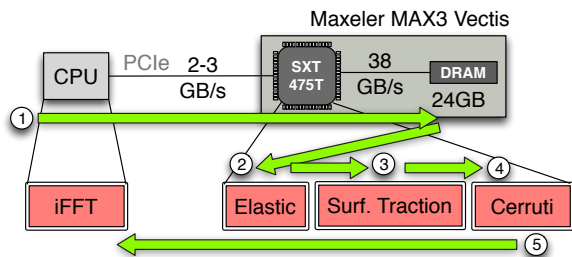 Maxeler MAX3 Vectis
CPU
PCIe
2-3
GB/s
SXT
475T
38
GB/s
DRAM
24GB
1
2
3
4
iFFT
Elastic
Surf. Traction
Cerruti
5